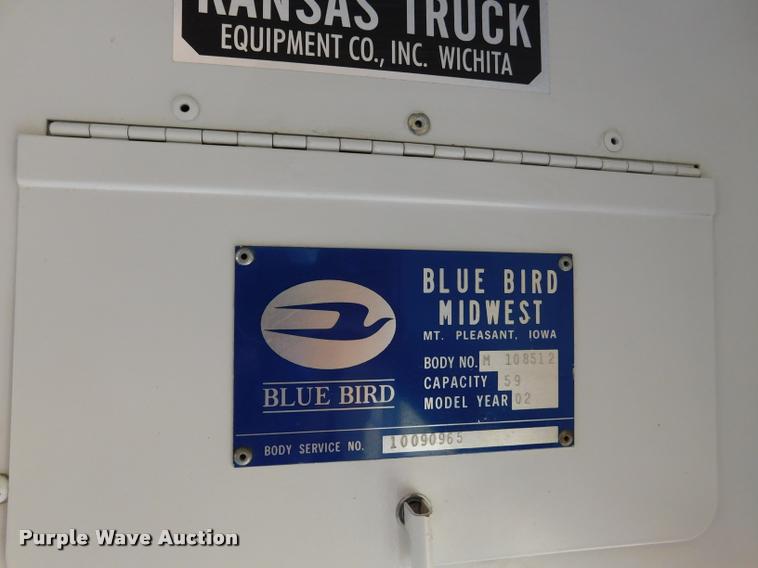 KANSAS TRUCK
EQUIPMENT CO., INC. WICHITA
BLUE BIRD
MIDWEST
MT. PLEASANT, IOWA
BODY NO. M 108512
CAPACITY 59
MODEL YEAR 02
BLUE BIRD
BODY SERVICE NO. 10090965
Purple Wave Auction